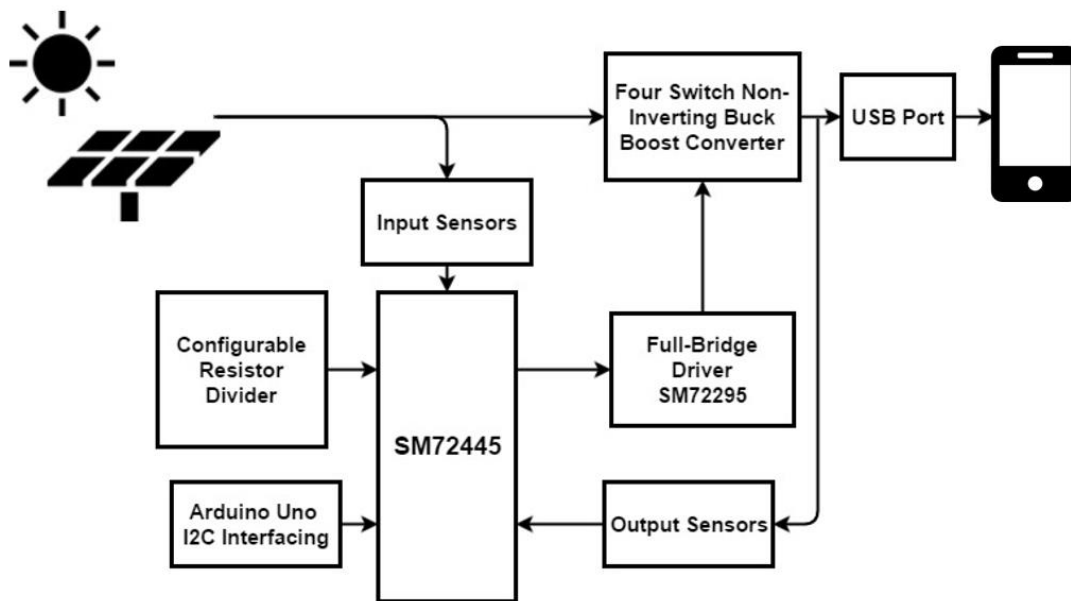 Four Switch Non-
Inverting Buck
Boost Converter
USB Port
Input Sensors
Configurable
Resistor
Divider
SM72445
Full-Bridge
Driver
SM72295
Arduino Uno
I2C Interfacing
Output Sensors